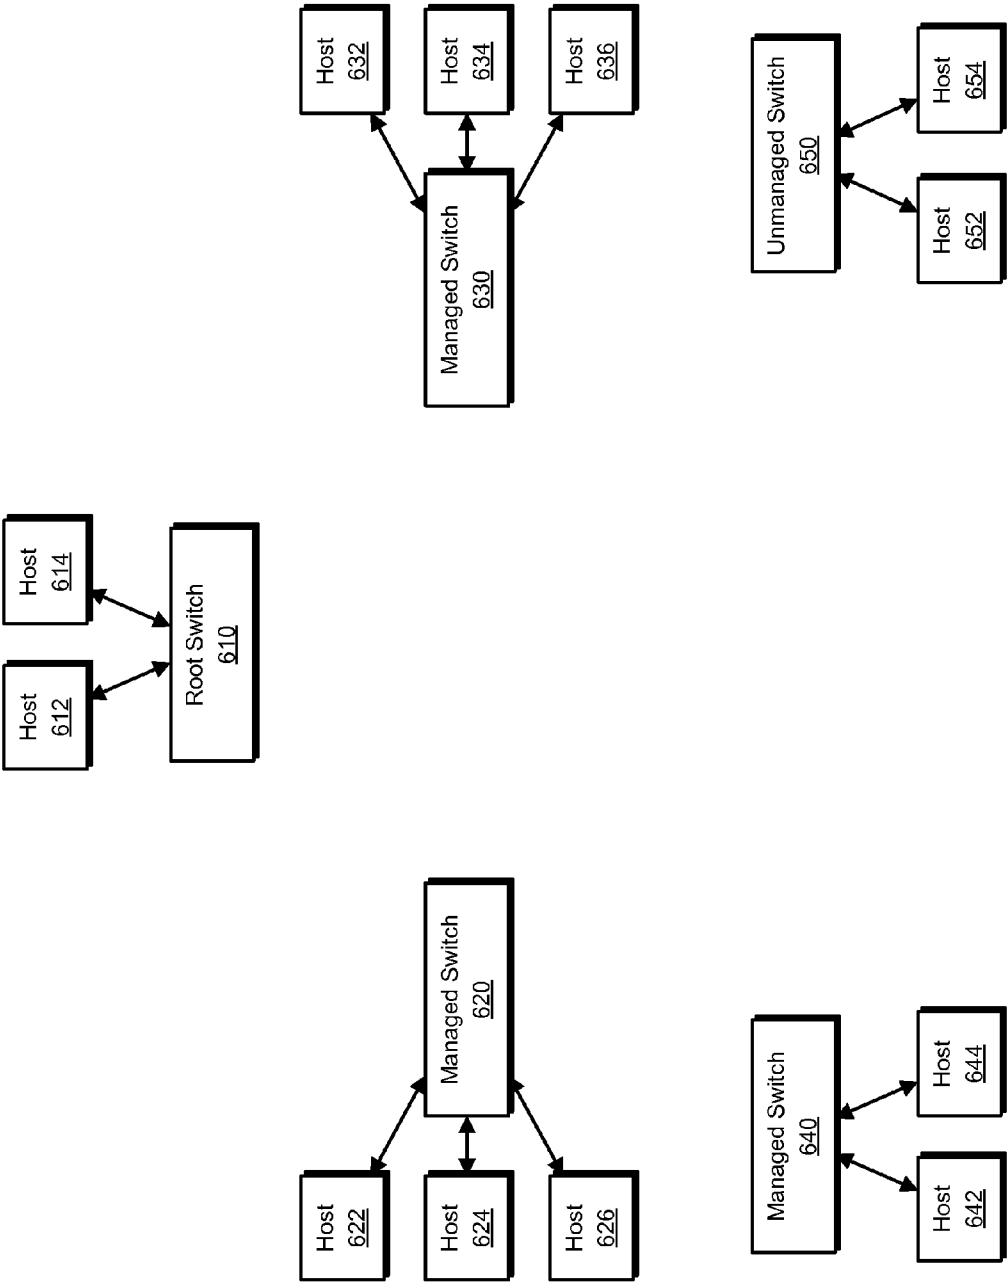 Host
612
Host
614
Root Switch
610
Host
622
Host
632
Host
624
Managed Switch
620
Managed Switch
630
Host
634
Host
626
Host
636
Managed Switch
640
Unmanaged Switch
650
Host
642
Host
644
Host
652
Host
654